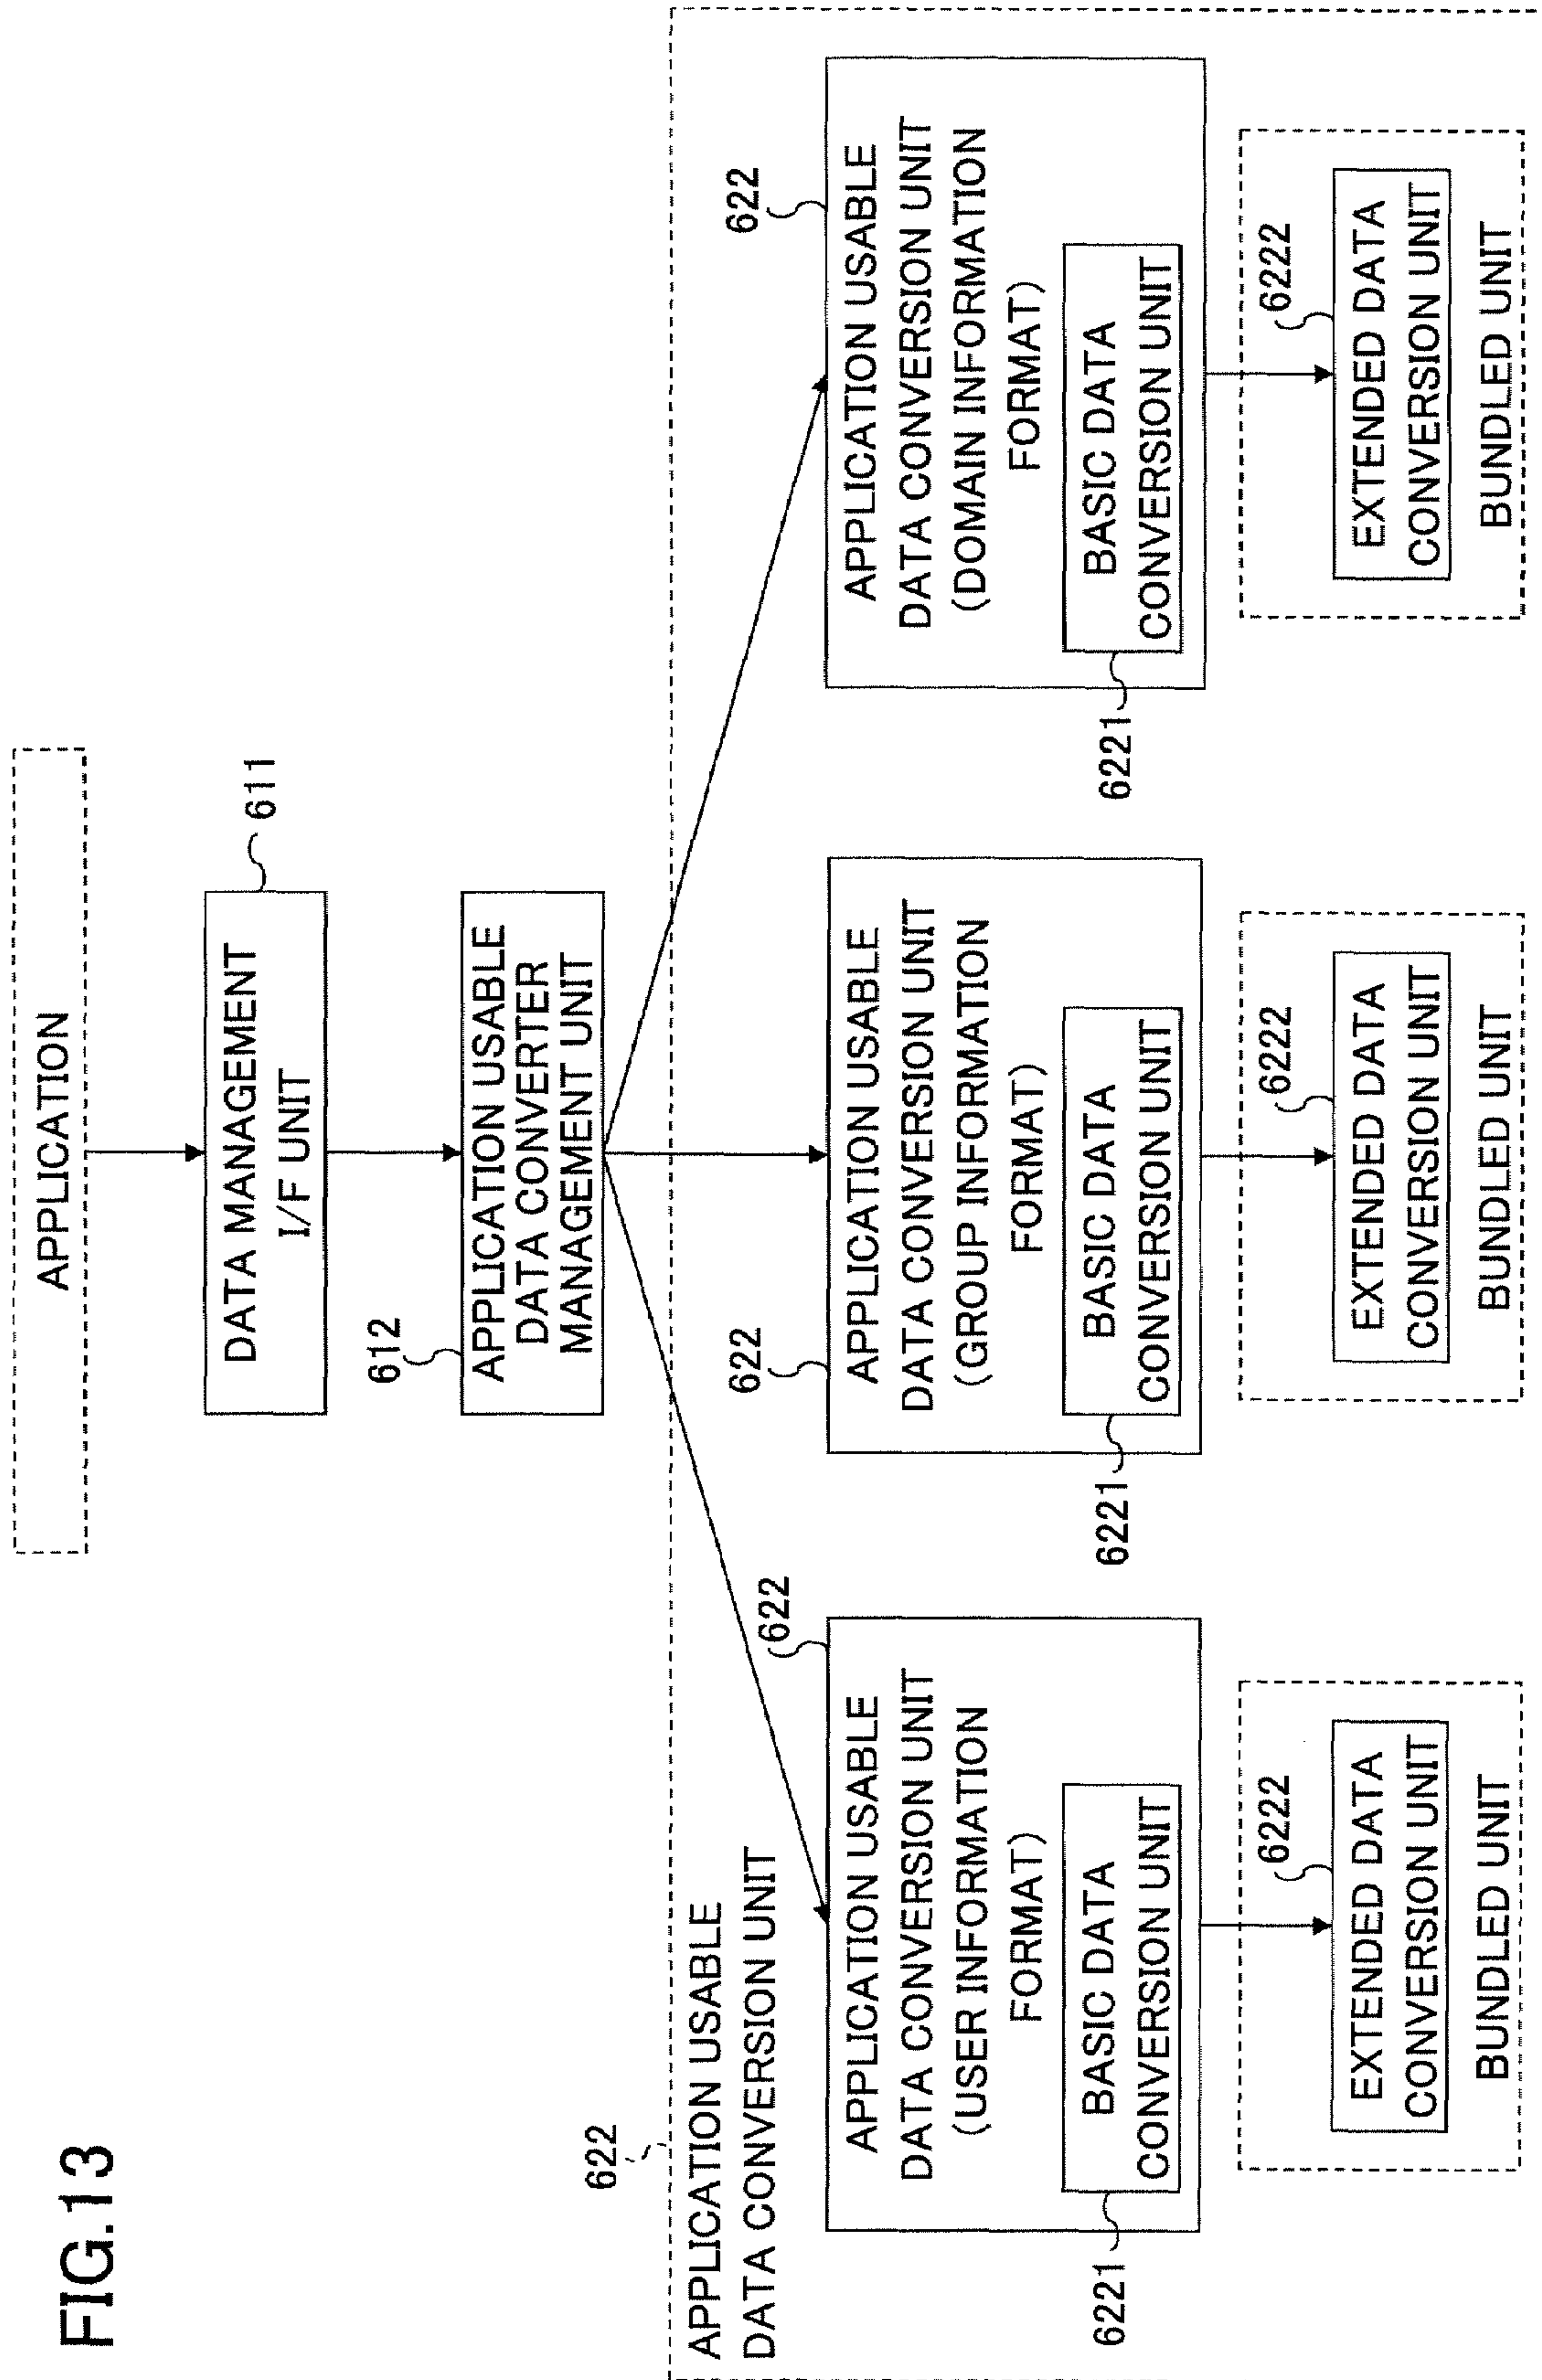 FIG.13
APPLICATION
DATA MANAGEMENT
I/F UNIT
611
612
APPLICATION USABLE
DATA CONVERTER
MANAGEMENT UNIT
622
APPLICATION USABLE
DATA CONVERSION UNIT
622
APPLICATION USABLE
DATA CONVERSION UNIT
(USER INFORMATION
FORMAT)
BASIC DATA
CONVERSION UNIT
6221
6222
EXTENDED DATA
CONVERSION UNIT
BUNDLED UNIT
622
APPLICATION USABLE
DATA CONVERSION UNIT
(GROUP INFORMATION
FORMAT)
BASIC DATA
CONVERSION UNIT
6221
6222
EXTENDED DATA
CONVERSION UNIT
BUNDLED UNIT
622
APPLICATION USABLE
DATA CONVERSION UNIT
(DOMAIN INFORMATION
FORMAT)
BASIC DATA
CONVERSION UNIT
6221
6222
EXTENDED DATA
CONVERSION UNIT
BUNDLED UNIT